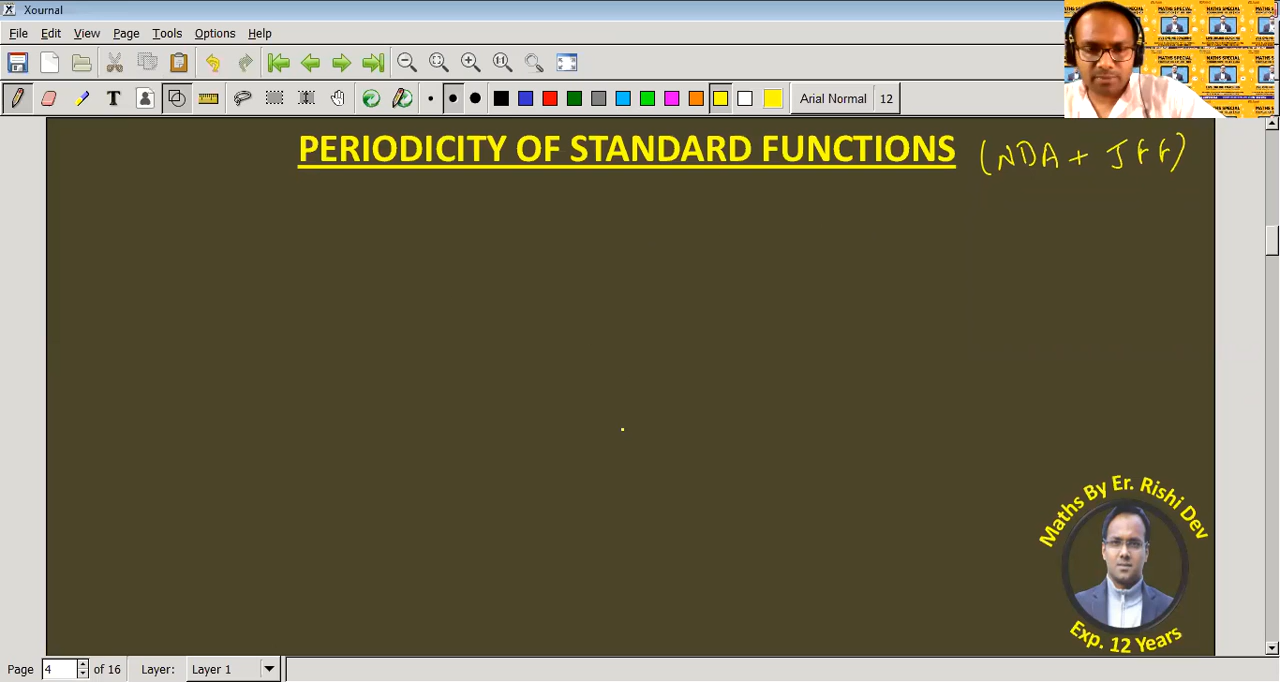 Xournal
File Edit View Page Tools Options Help
Arial Normal 12
PERIODICITY OF STANDARD FUNCTIONS (NDA + JEE)
Maths By Er. Rishi Dev
Exp. 12 Years
Page 4 of 16 Layer: Layer 1